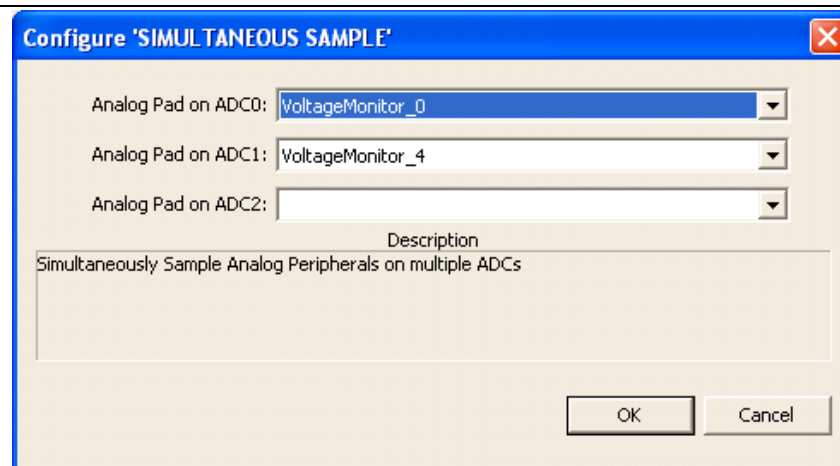 Configure 'SIMULTANEOUS SAMPLE'
Analog Pad on ADC0: VoltageMonitor_0
Analog Pad on ADC1: VoltageMonitor_4
Analog Pad on ADC2:
Description
Simultaneously Sample Analog Peripherals on multiple ADCs
OK Cancel